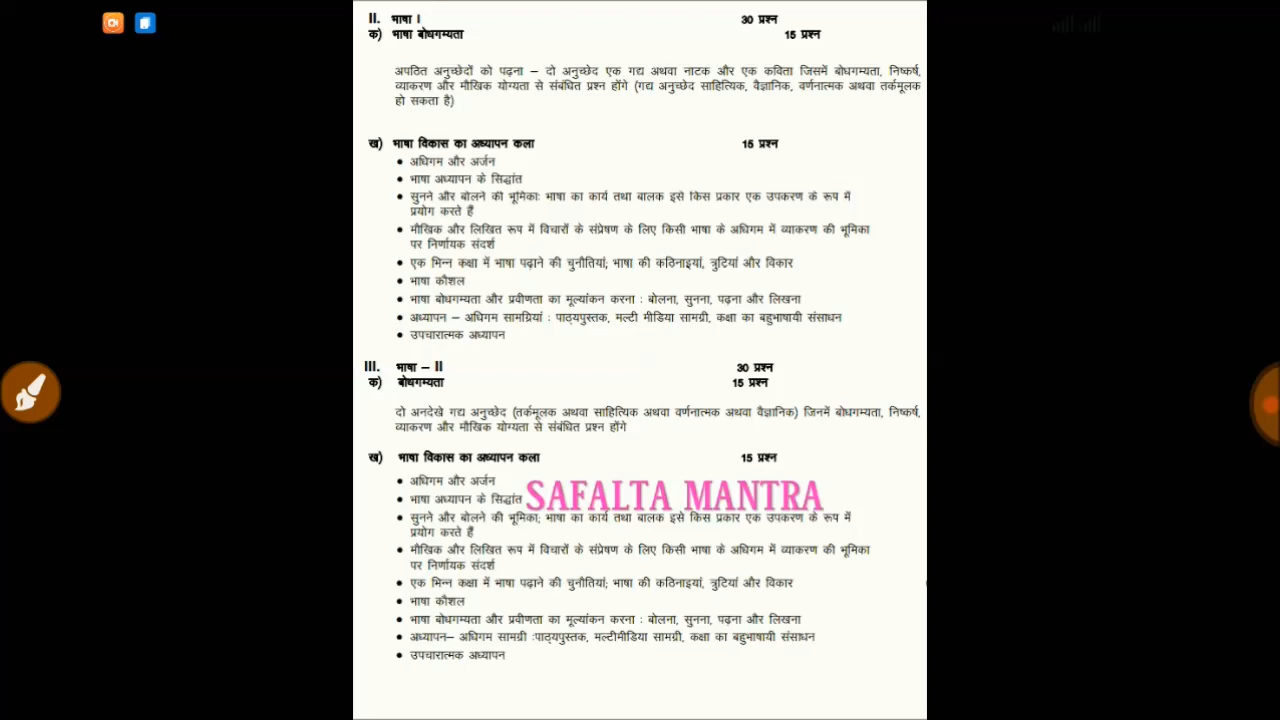 II. भाषा I 30 प्रश्न
क) भाषा बोधगम्यता 15 प्रश्न
अपठित अनुच्छेदों को पढ़ना – दो अनुच्छेद एक गद्य अथवा नाटक और एक कविता जिसमें बोधगम्यता, निष्कर्ष,
व्याकरण और मौखिक योग्यता से संबंधित प्रश्न होंगे (गद्य अनुच्छेद साहित्यिक, वैज्ञानिक, वर्णनात्मक अथवा तर्कमूलक
हो सकता है)
ख) भाषा विकास का अध्यापन कला 15 प्रश्न
• अधिगम और अर्जन
• भाषा अध्यापन के सिद्धांत
• सुनने और बोलने की भूमिकाः भाषा का कार्य तथा बालक इसे किस प्रकार एक उपकरण के रूप में
प्रयोग करते हैं
• मौखिक और लिखित रूप में विचारों के संप्रेषण के लिए किसी भाषा के अधिगम में व्याकरण की भूमिका
पर निर्णायक संदर्श
• एक भिन्न कक्षा में भाषा पढ़ाने की चुनौतियां; भाषा की कठिनाइयां, त्रुटियां और विकार
• भाषा कौशल
• भाषा बोधगम्यता और प्रवीणता का मूल्यांकन करना : बोलना, सुनना, पढ़ना और लिखना
• अध्यापन – अधिगम सामग्रियां : पाठ्यपुस्तक, मल्टी मीडिया सामग्री, कक्षा का बहुभाषायी संसाधन
• उपचारात्मक अध्यापन
III. भाषा – II 30 प्रश्न
क) बोधगम्यता 15 प्रश्न
दो अनदेखे गद्य अनुच्छेद (तर्कमूलक अथवा साहित्यिक अथवा वर्णनात्मक अथवा वैज्ञानिक) जिनमें बोधगम्यता, निष्कर्ष,
व्याकरण और मौखिक योग्यता से संबंधित प्रश्न होंगे
ख) भाषा विकास का अध्यापन कला 15 प्रश्न
• अधिगम और अर्जन
• भाषा अध्यापन के सिद्धांत SAFALTA MANTRA
• सुनने और बोलने की भूमिका; भाषा का कार्य तथा बालक इसे किस प्रकार एक उपकरण के रूप में
प्रयोग करते हैं
• मौखिक और लिखित रूप में विचारों के संप्रेषण के लिए किसी भाषा के अधिगम में व्याकरण की भूमिका
पर निर्णायक संदर्श
• एक भिन्न कक्षा में भाषा पढ़ाने की चुनौतियां; भाषा की कठिनाइयां, त्रुटियां और विकार
• भाषा कौशल
• भाषा बोधगम्यता और प्रवीणता का मूल्यांकन करना : बोलना, सुनना, पढ़ना और लिखना
• अध्यापन– अधिगम सामग्री :पाठ्यपुस्तक, मल्टीमीडिया सामग्री, कक्षा का बहुभाषायी संसाधन
• उपचारात्मक अध्यापन